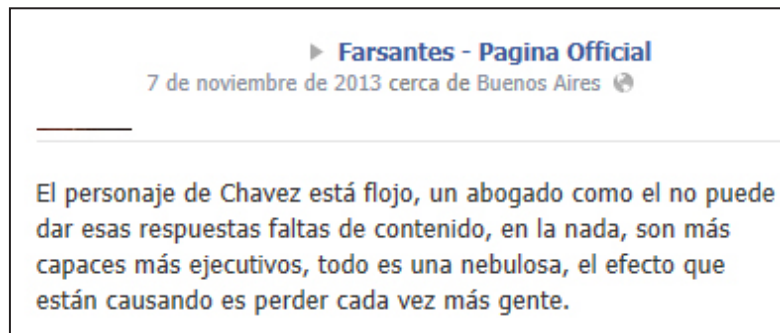 Farsantes - Pagina Official
7 de noviembre de 2013 cerca de Buenos Aires
El personaje de Chavez está flojo, un abogado como el no puede
dar esas respuestas faltas de contenido, en la nada, son más
capaces más ejecutivos, todo es una nebulosa, el efecto que
están causando es perder cada vez más gente.